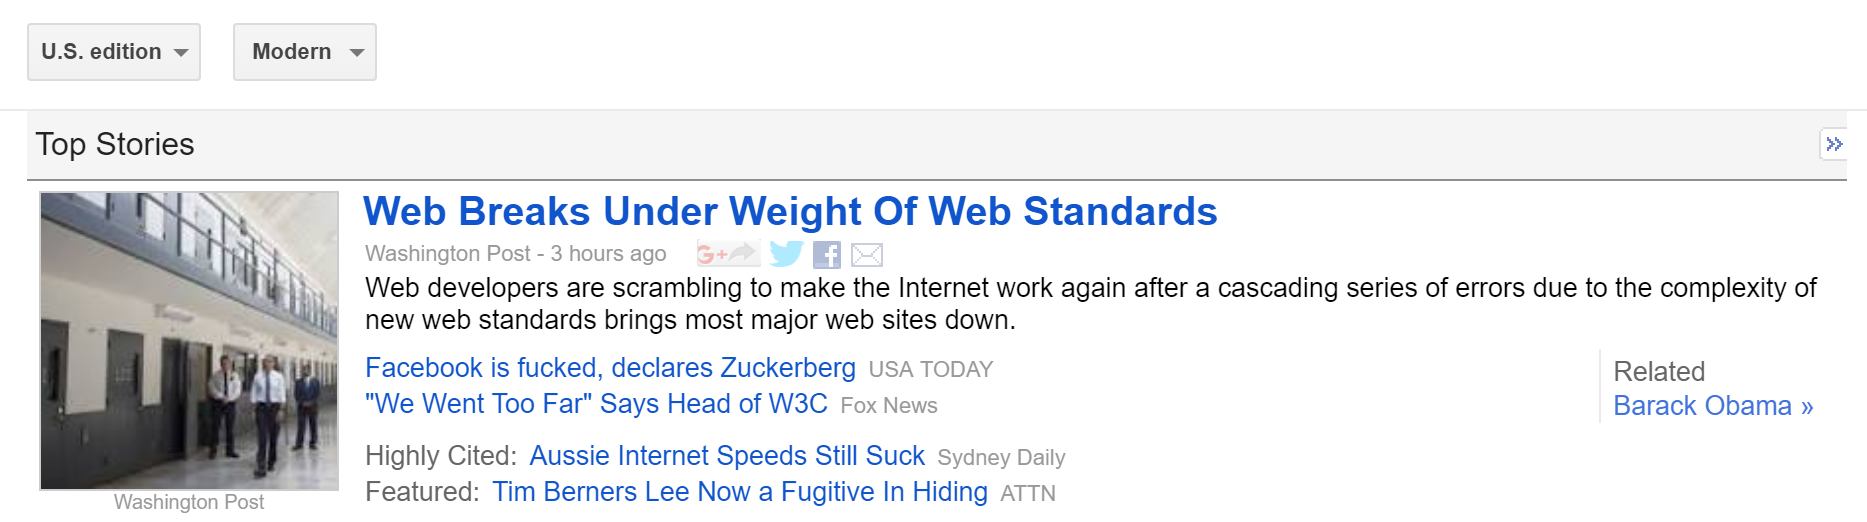 U.S. edition
Modern
Top Stories
»
Web Breaks Under Weight Of Web Standards
Washington Post - 3 hours ago G+ f
Web developers are scrambling to make the Internet work again after a cascading series of errors due to the complexity of
new web standards brings most major web sites down.
Facebook is fucked, declares Zuckerberg USA TODAY
"We Went Too Far" Says Head of W3C Fox News
Highly Cited: Aussie Internet Speeds Still Suck Sydney Daily
Featured: Tim Berners Lee Now a Fugitive In Hiding ATTN
Related
Barack Obama »
Washington Post